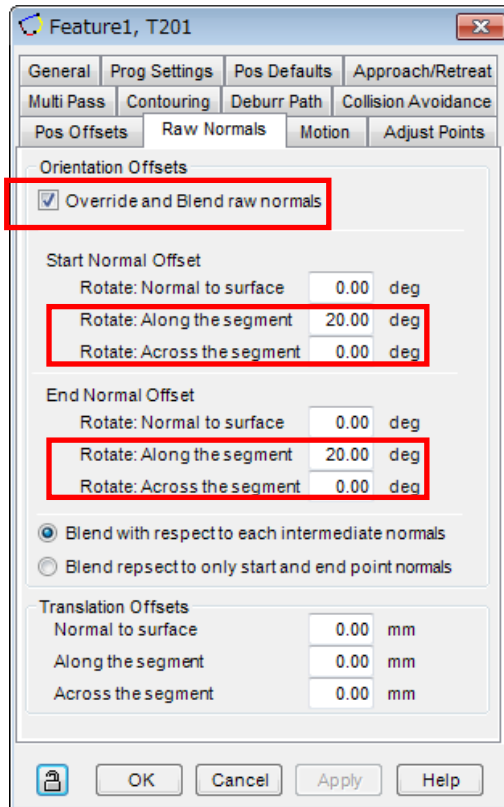 Feature1, T201
General Prog Settings Pos Defaults Approach/Retreat
Multi Pass Contouring Deburr Path Collision Avoidance
Pos Offsets Raw Normals Motion Adjust Points
Orientation Offsets
Override and Blend raw normals
Start Normal Offset
Rotate: Normal to surface 0.00 deg
Rotate: Along the segment 20.00 deg
Rotate: Across the segment 0.00 deg
End Normal Offset
Rotate: Normal to surface 0.00 deg
Rotate: Along the segment 20.00 deg
Rotate: Across the segment 0.00 deg
Blend with respect to each intermediate normals
Blend repsect to only start and end point normals
Translation Offsets
Normal to surface 0.00 mm
Along the segment 0.00 mm
Across the segment 0.00 mm
OK Cancel Apply Help